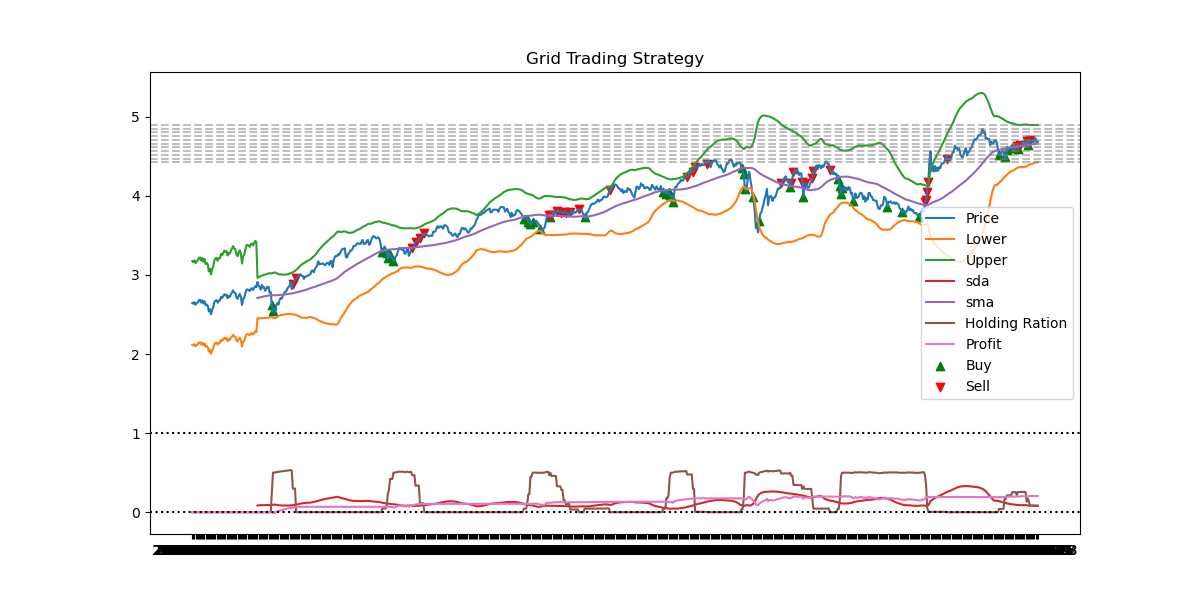 Grid Trading Strategy
5
4
3
2
1
0
Price
Lower
Upper
sda
sma
Holding Ration
Profit
Buy
Sell